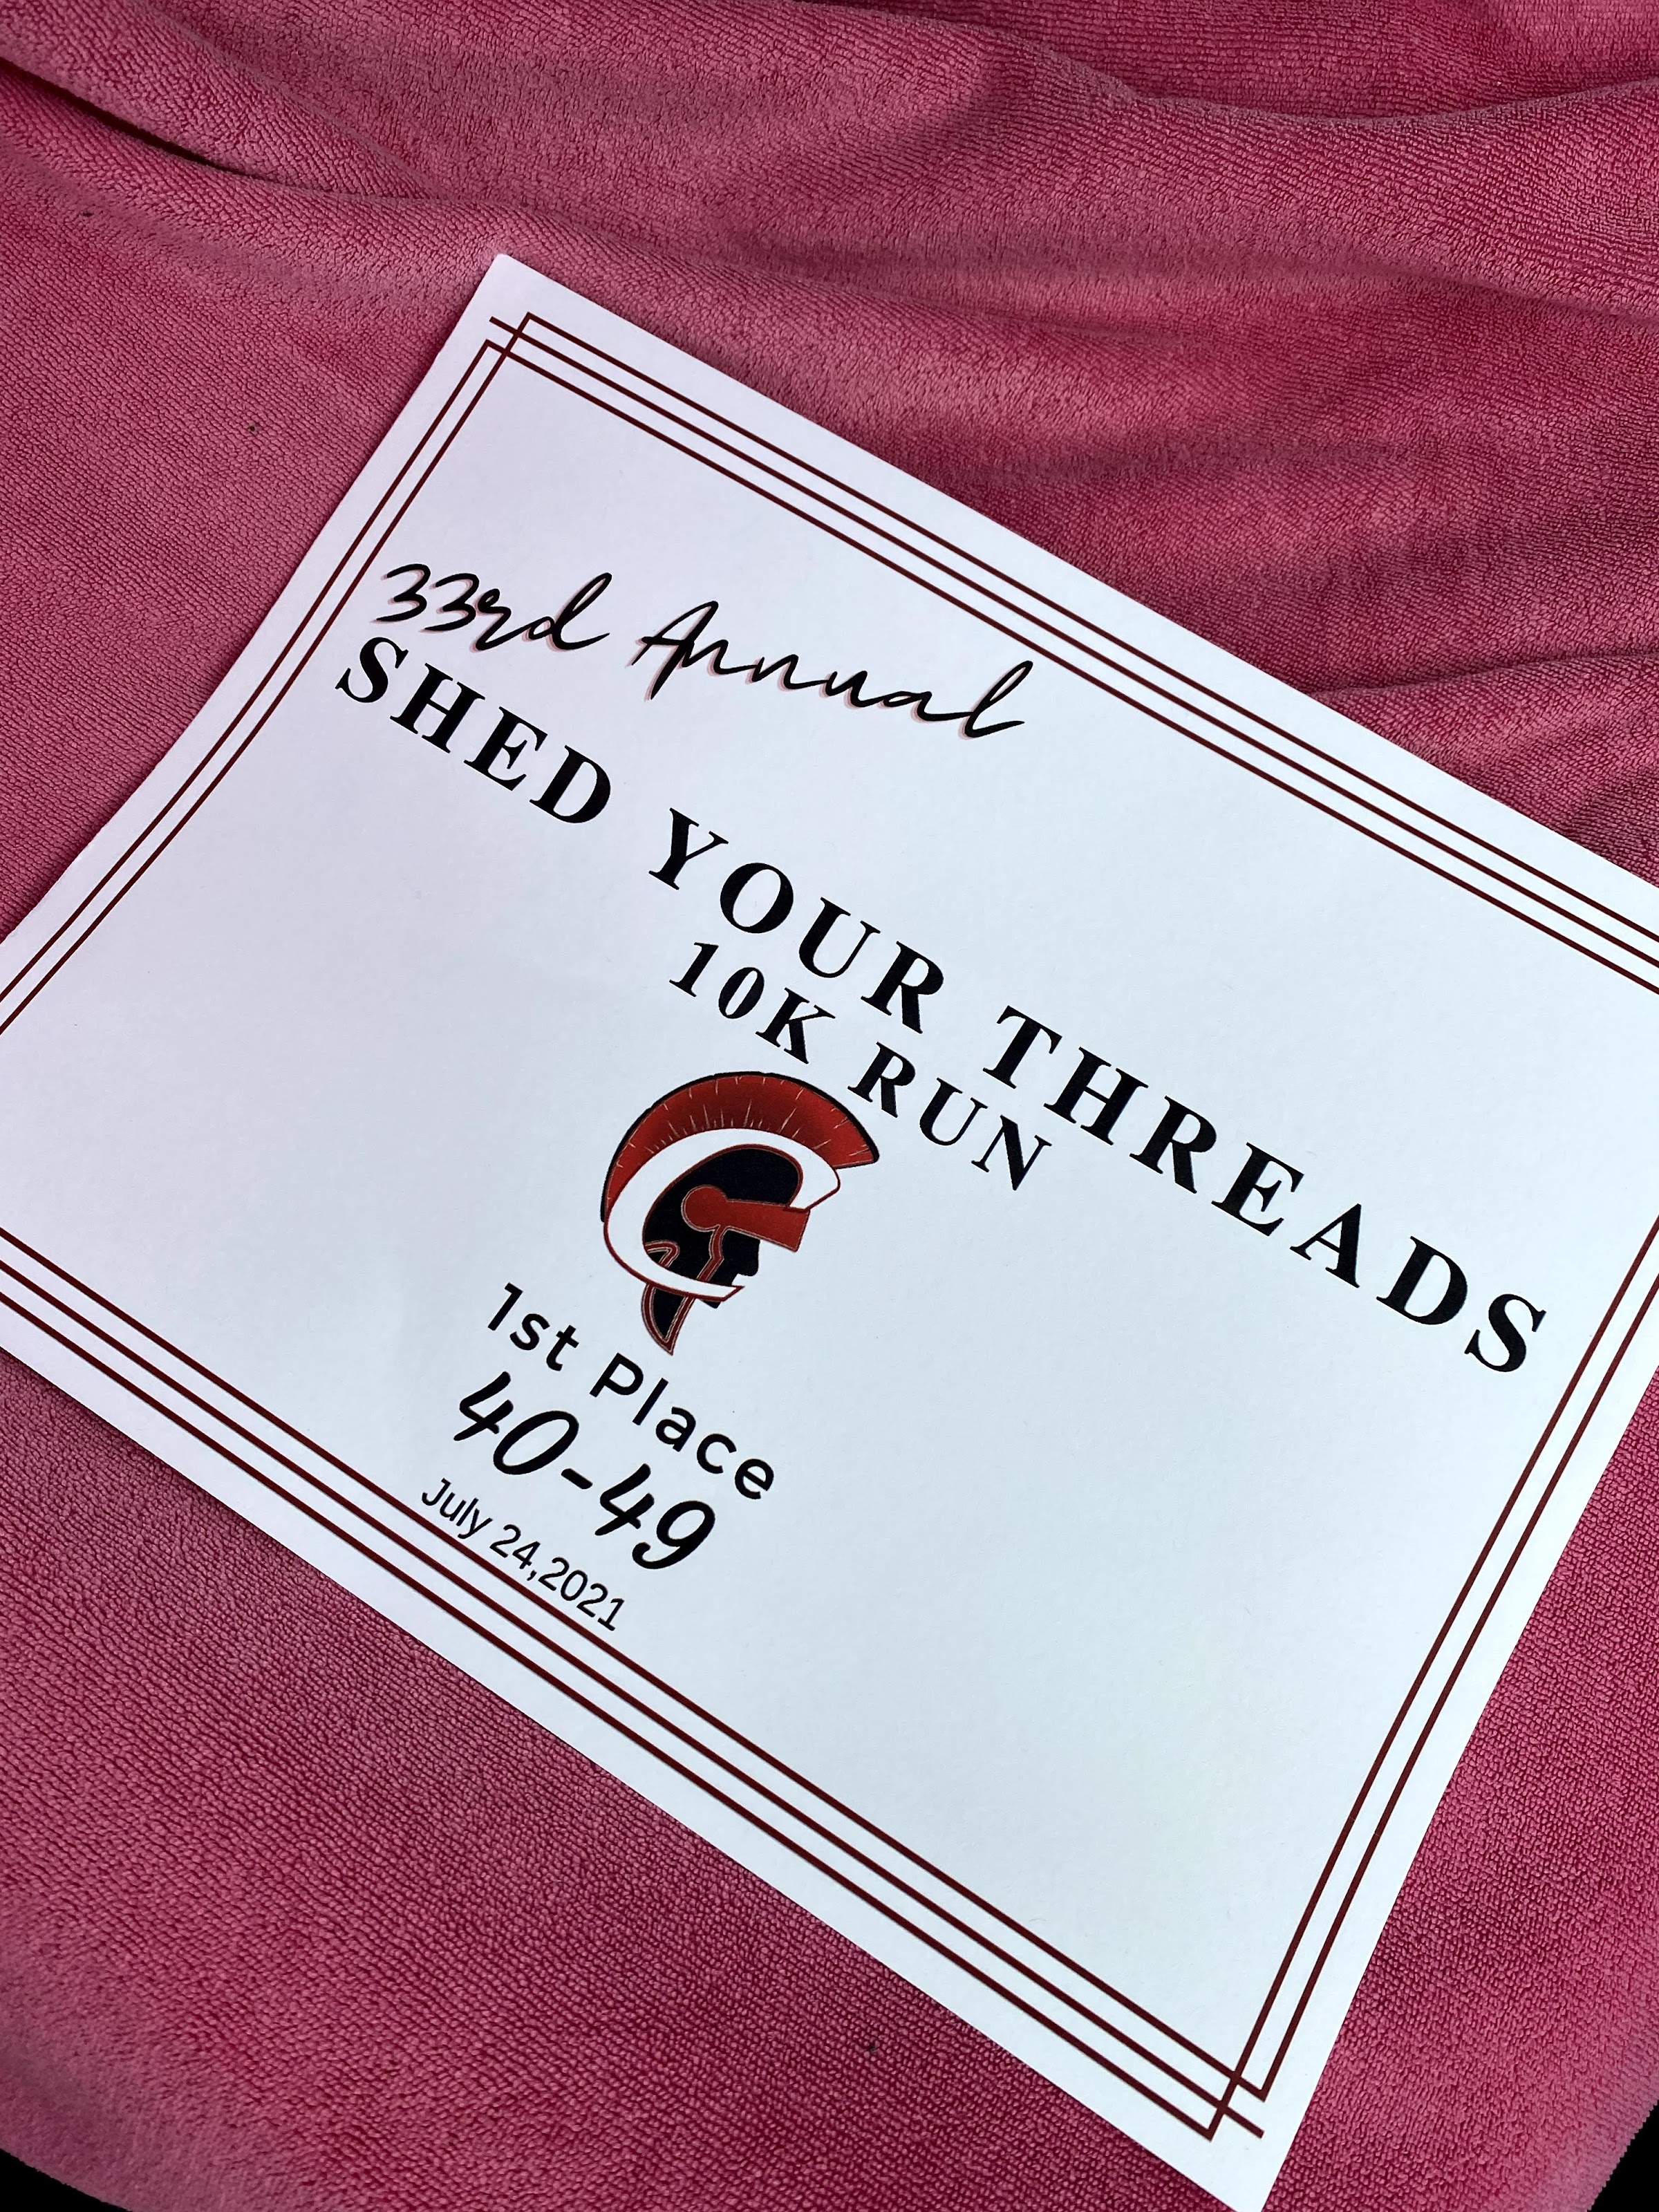 33rd Annual
SHED YOUR THREADS
10K RUN
1st Place
40-49
July 24,2021